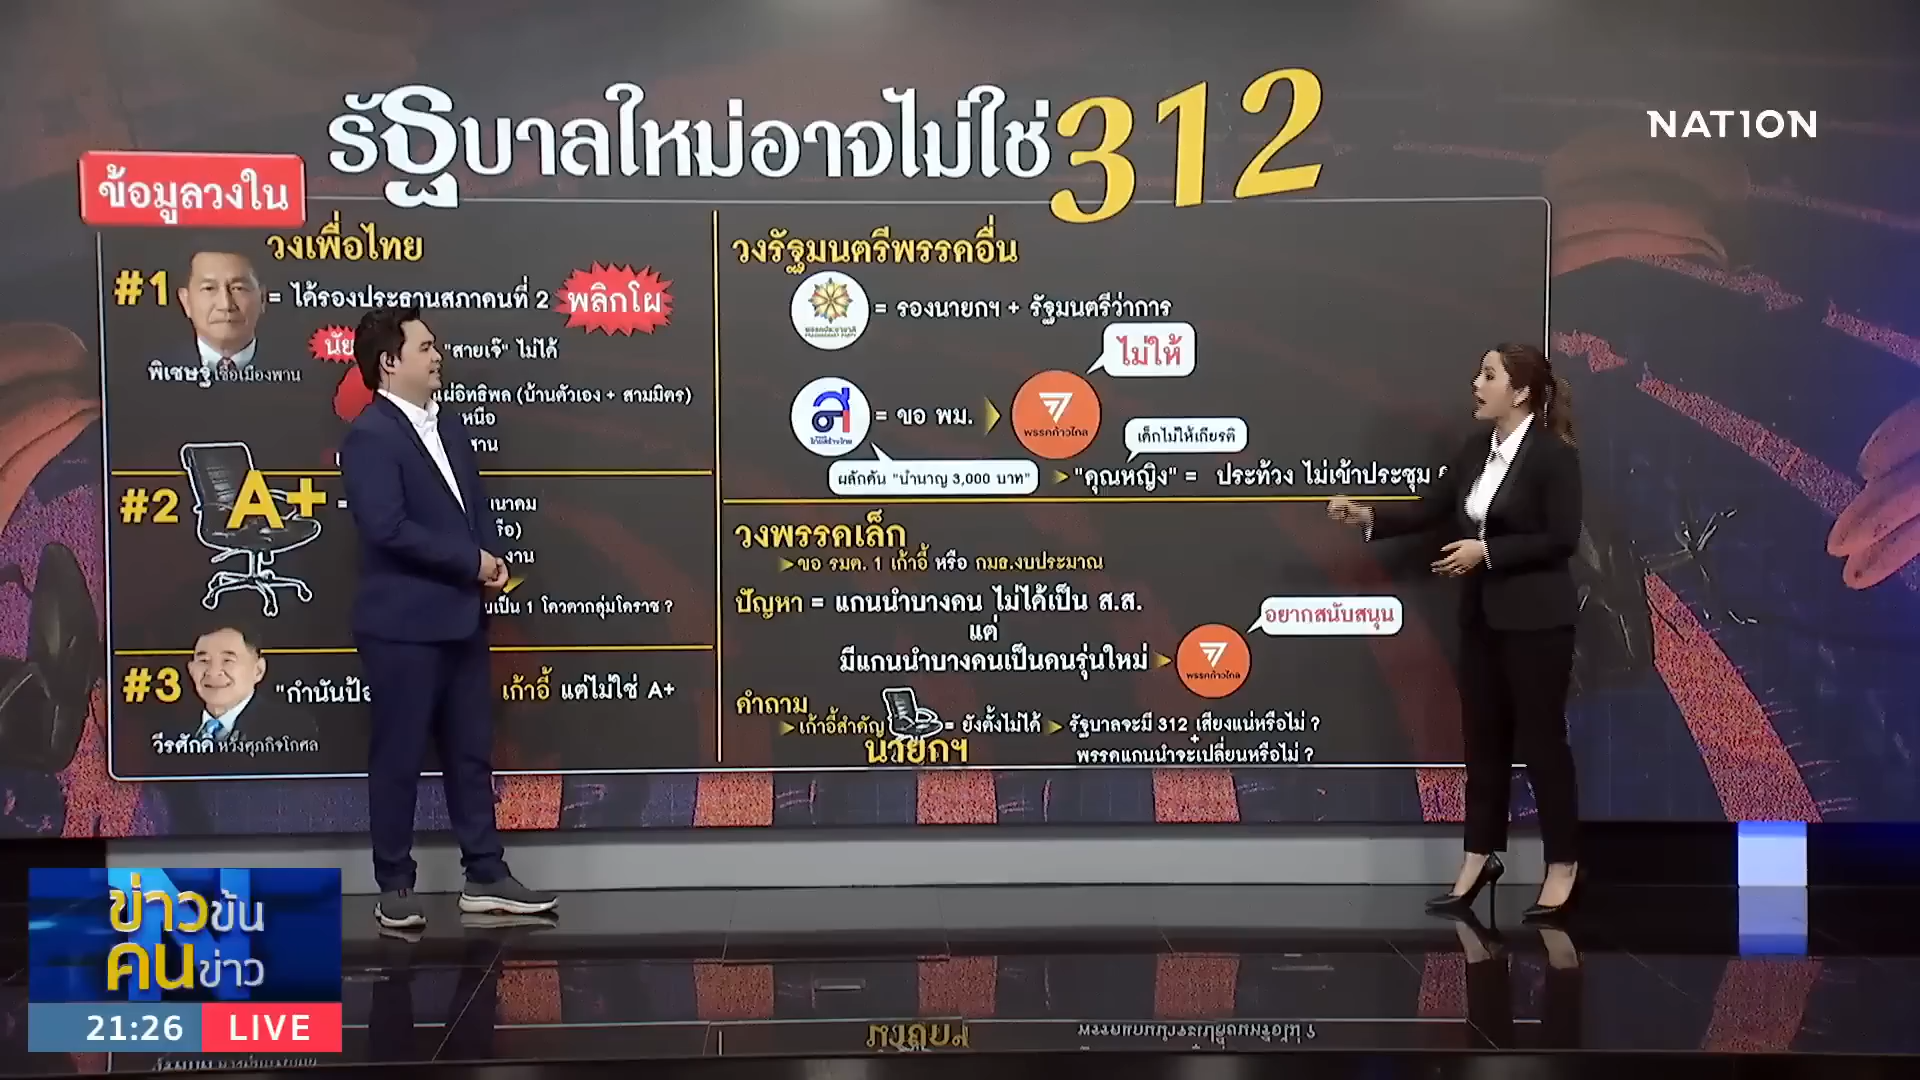 รัฐบาลใหม่อาจไม่ใช่ 312
NATION
ข้อมูลวงใน
วงเพื่อไทย
#1
= ได้รองประธานสภาคนที่ 2
พลิกโผ
"สายเจ๊" ไม่ได้
แผ่อิทธิพล (บ้านตัวเอง + สามมิตร)
พิเชษฐ์ เชื้อเมืองพาน
#2
A+
เป็น 1 โควตากลุ่มโคราช ?
#3
เก้าอี้ แต่ไม่ใช่ A+
วีรศักดิ์ หวังศุภกิจโกศล
วงรัฐมนตรีพรรคอื่น
= รองนายกฯ + รัฐมนตรีว่าการ
พรรคประชาชาติ
ไม่ให้
= ขอ พม.
ไทยสร้างไทย
พรรคก้าวไกล
เด็กไม่ให้เกียรติ
ผลักดัน "บำนาญ 3,000 บาท"
"คุณหญิง" = ประท้วง ไม่เข้าประชุม
วงพรรคเล็ก
ขอ รมต. 1 เก้าอี้ หรือ กมธ.งบประมาณ
ปัญหา = แกนนำบางคน ไม่ได้เป็น ส.ส.
แต่
มีแกนนำบางคนเป็นคนรุ่นใหม่
พรรคก้าวไกล
อยากสนับสนุน
คำถาม
เก้าอี้สำคัญ
= ยังตั้งไม่ได้
รัฐบาลจะมี 312 เสียงแน่หรือไม่ ?
นายกฯ
+
พรรคแกนนำจะเปลี่ยนหรือไม่ ?
ข่าวข้น
คนข่าว
21:26 LIVE